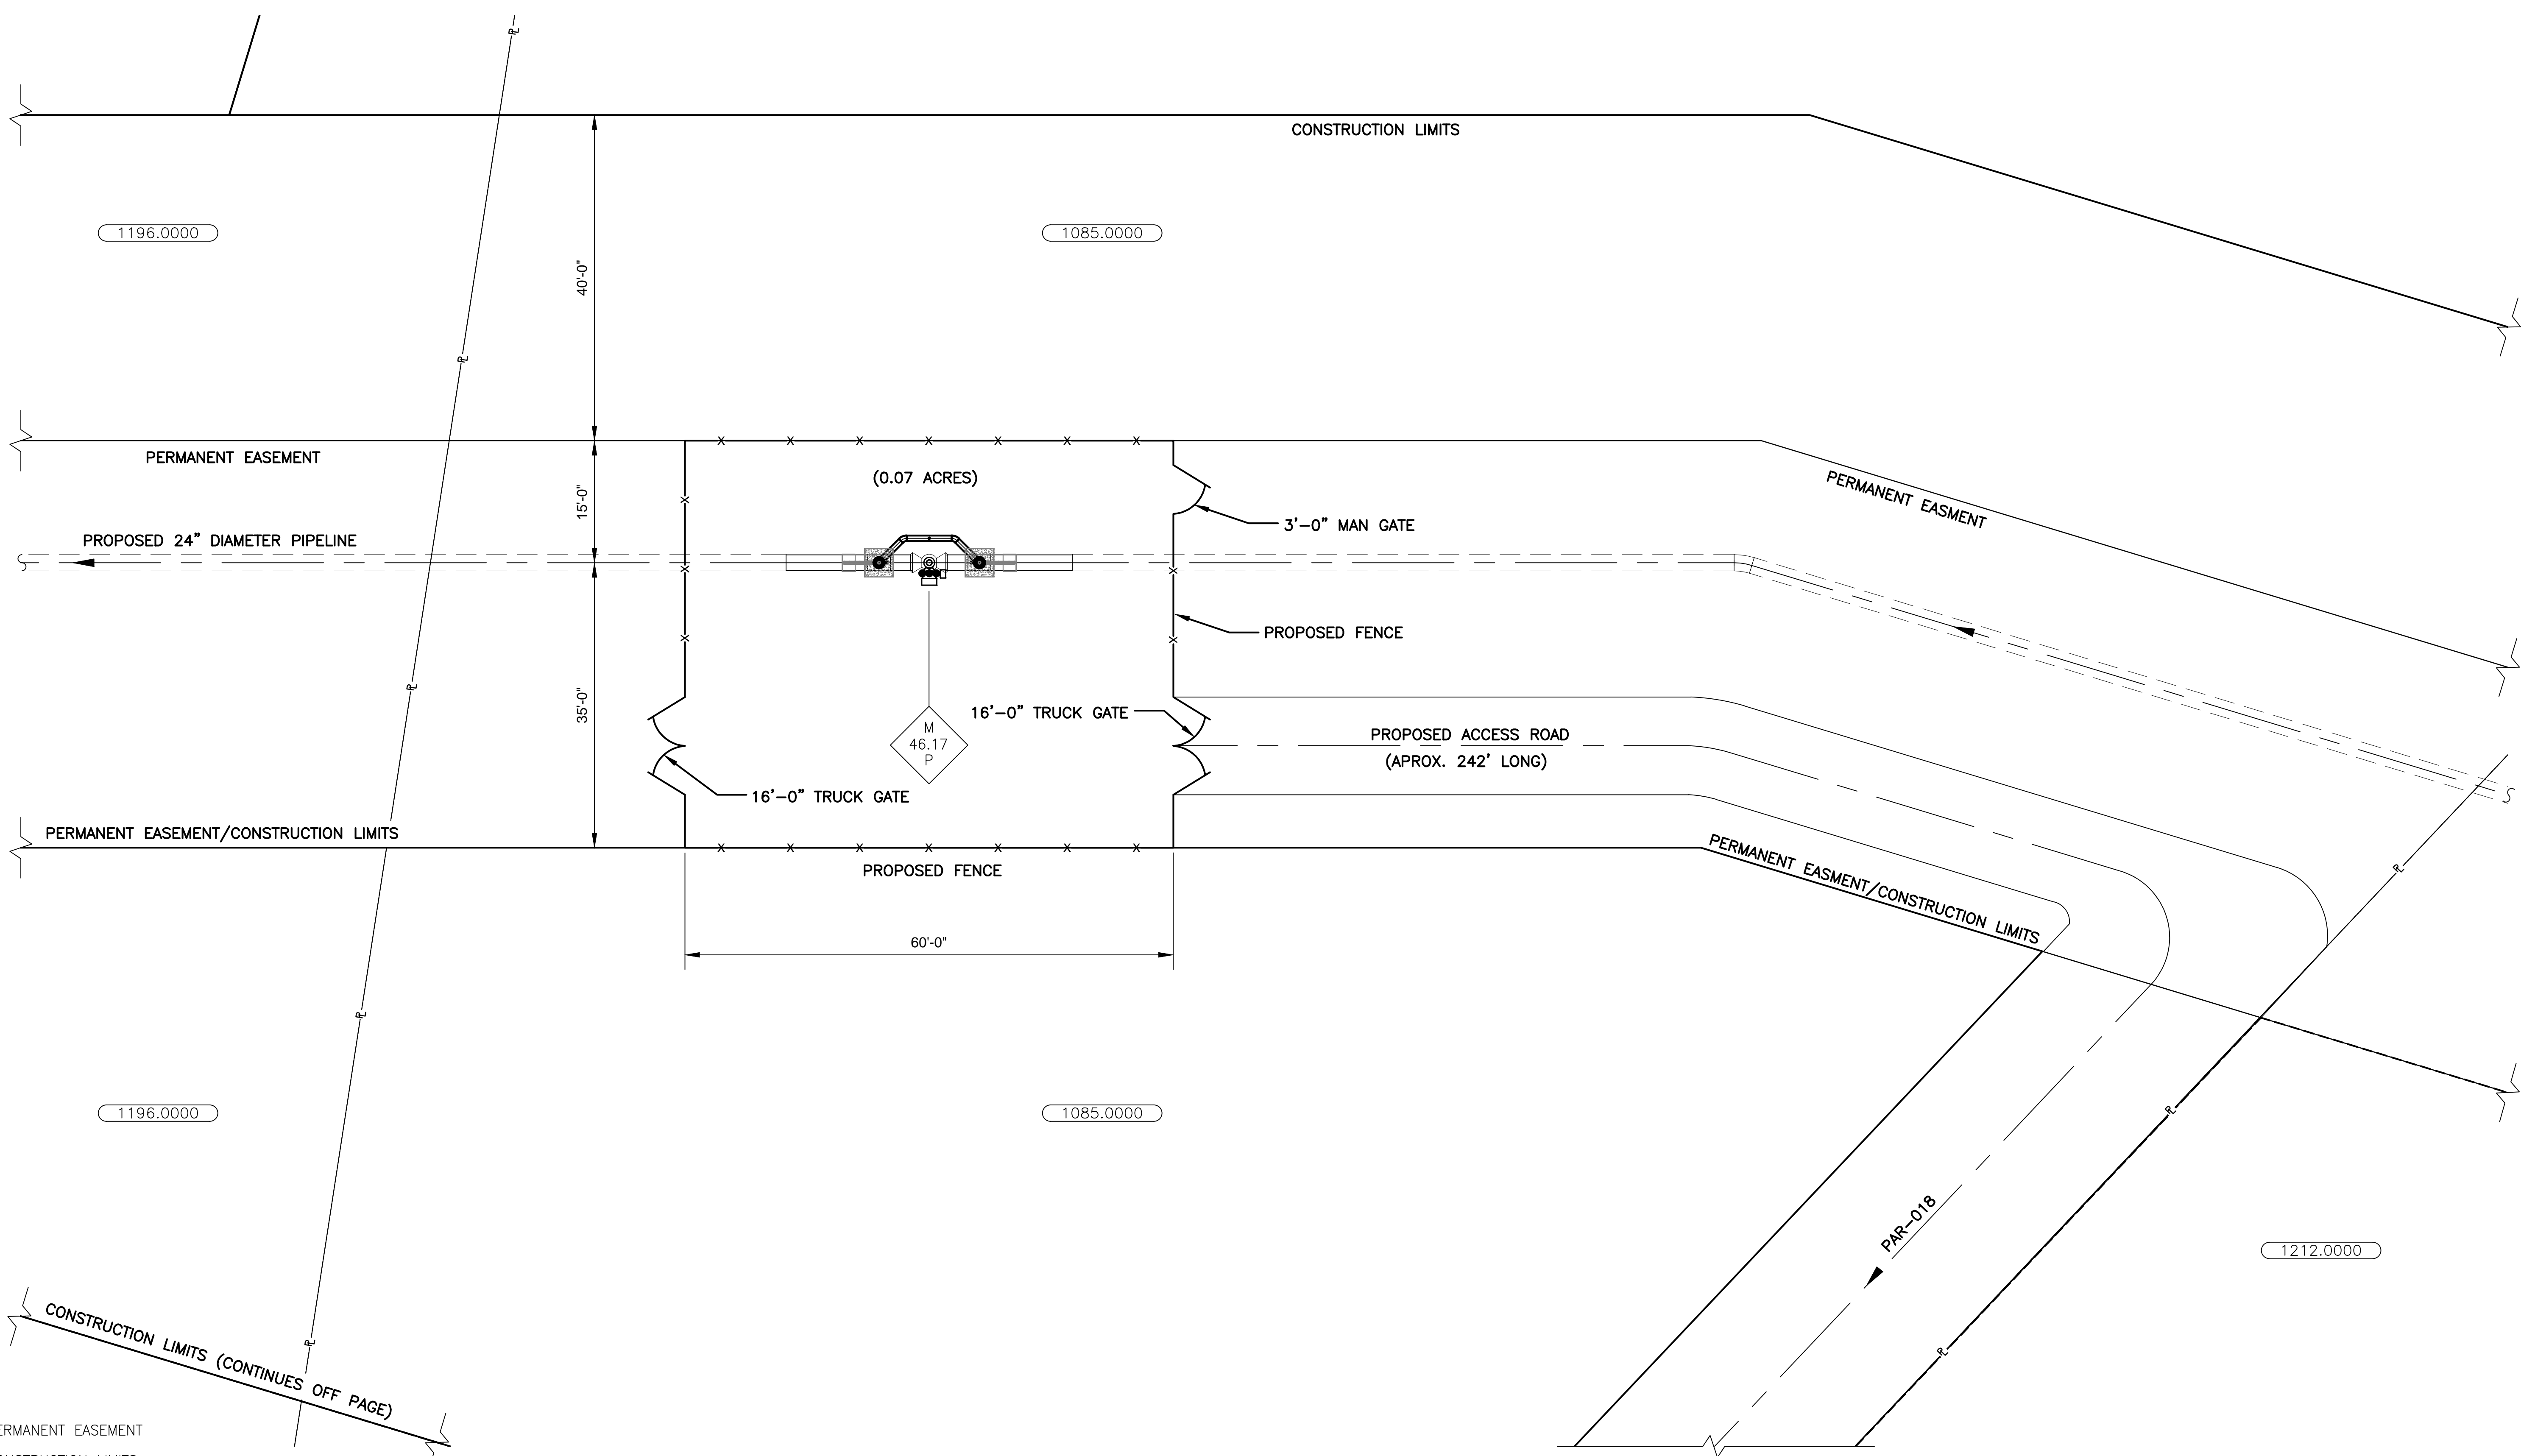 CONSTRUCTION LIMITS
1196.0000
1085.0000
40'-0"
PERMANENT EASEMENT
(0.07 ACRES)
PERMANENT EASMENT
15'-0"
3'-0" MAN GATE
PROPOSED 24" DIAMETER PIPELINE
PROPOSED FENCE
35'-0"
16'-0" TRUCK GATE
M
46.17
P
PROPOSED ACCESS ROAD
(APROX. 242' LONG)
16'-0" TRUCK GATE
PERMANENT EASEMENT/CONSTRUCTION LIMITS
PERMANENT EASMENT/CONSTRUCTION LIMITS
PROPOSED FENCE
60'-0"
1196.0000
1085.0000
PAR-018
1212.0000
CONSTRUCTION LIMITS (CONTINUES OFF PAGE)
EASEMENT